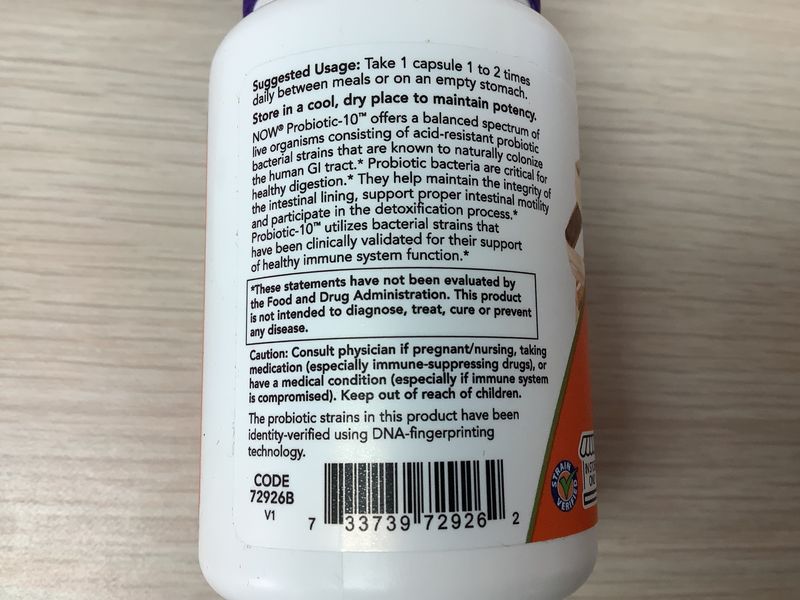 Suggested Usage: Take 1 capsule 1 to 2 times
daily between meals or on an empty stomach.
Store in a cool, dry place to maintain potency.
NOW® Probiotic-10™ offers a balanced spectrum of
live organisms consisting of acid-resistant probiotic
bacterial strains that are known to naturally colonize
the human GI tract.* Probiotic bacteria are critical for
healthy digestion.* They help maintain the integrity of
the intestinal lining, support proper intestinal motility
and participate in the detoxification process.*
Probiotic-10™ utilizes bacterial strains that
have been clinically validated for their support
of healthy immune system function.*
*These statements have not been evaluated by
the Food and Drug Administration. This product
is not intended to diagnose, treat, cure or prevent
any disease.
Caution: Consult physician if pregnant/nursing, taking
medication (especially immune-suppressing drugs), or
have a medical condition (especially if immune system
is compromised). Keep out of reach of children.
The probiotic strains in this product have been
identity-verified using DNA-fingerprinting
technology.
CODE
72926B
V1
7 33739 72926 2
STRAIN
VERIFIED